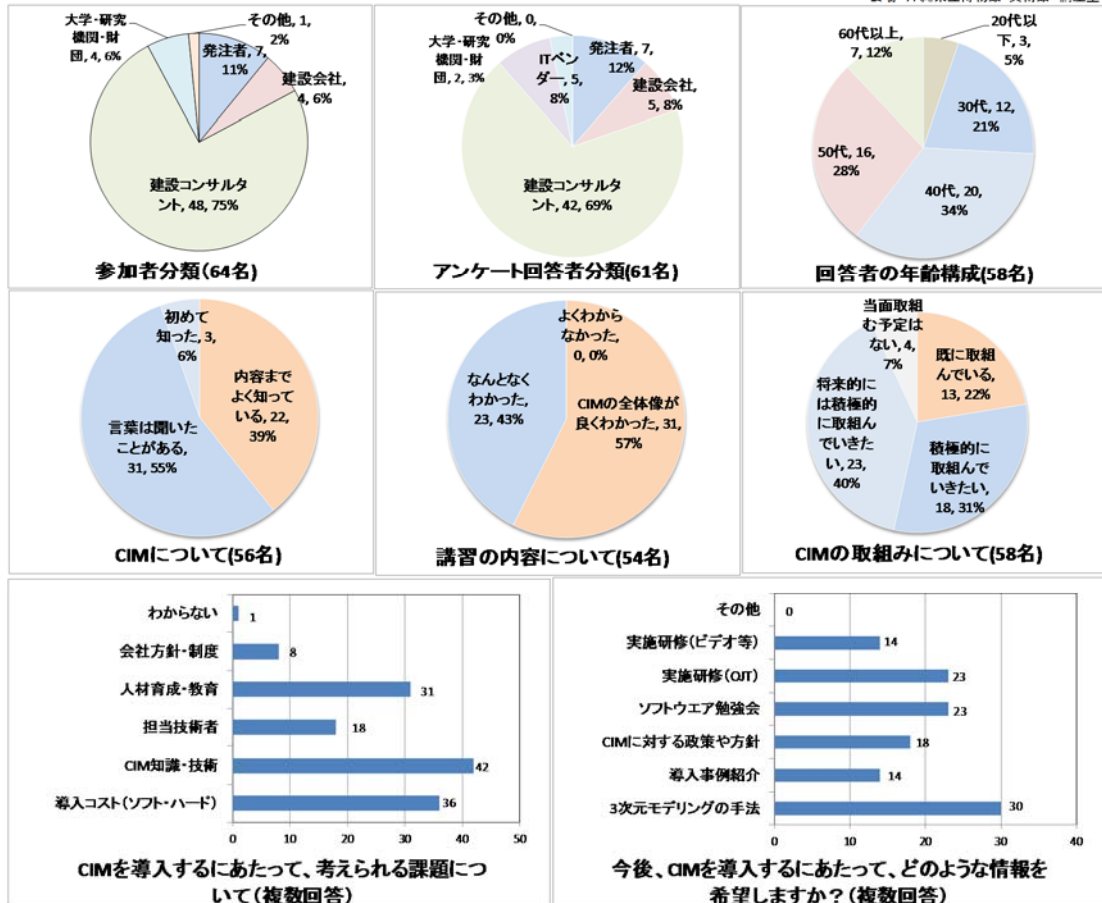 大学・研究
機関・財
団, 4, 6%
その他, 1
2%
発注者, 7,
11%
建設会社,
4, 6%
建設コンサルタ
ント, 48, 75%
参加者分類(64名)
その他, 0,
0%
大学・研究
機関・財
団, 2, 3%
ITベン
ダー, 5,
8%
発注者, 7,
12%
建設会社,
5, 8%
建設コンサルタ
ント, 42, 69%
アンケート回答者分類(61名)
20代以
下, 3,
5%
60代以上,
7, 12%
30代, 12,
21%
50代, 16,
28%
40代, 20,
34%
回答者の年齢構成(58名)
初めて
知った, 3,
6%
内容まで
よく知って
いる, 22,
39%
言葉は聞いた
ことがある,
31, 55%
CIMについて(56名)
よくわから
なかった,
0, 0%
なんとなく
わかった,
23, 43%
CIMの全体像が
良くわかった, 31,
57%
講習の内容について(54名)
当面取組
む予定は
ない, 4,
7%
既に取組
んでいる,
13, 22%
将来的に
は積極的
に取組ん
でいきた
い, 23,
40%
積極的に
取組んで
いきたい,
18, 31%
CIMの取組みについて(58名)
わからない
1
会社方針・制度
8
人材育成・教育
31
担当技術者
18
CIM知識・技術
42
導入コスト(ソフト・ハード)
36
0 10 20 30 40 50
CIMを導入するにあたって、考えられる課題につ
いて(複数回答)
その他
0
実施研修(ビデオ等)
14
実施研修(OJT)
23
ソフトウエア勉強会
23
CIMに対する政策や方針
18
導入事例紹介
14
3次元モデリングの手法
30
0 10 20 30 40
今後、CIMを導入するにあたって、どのような情報を
希望しますか?(複数回答)